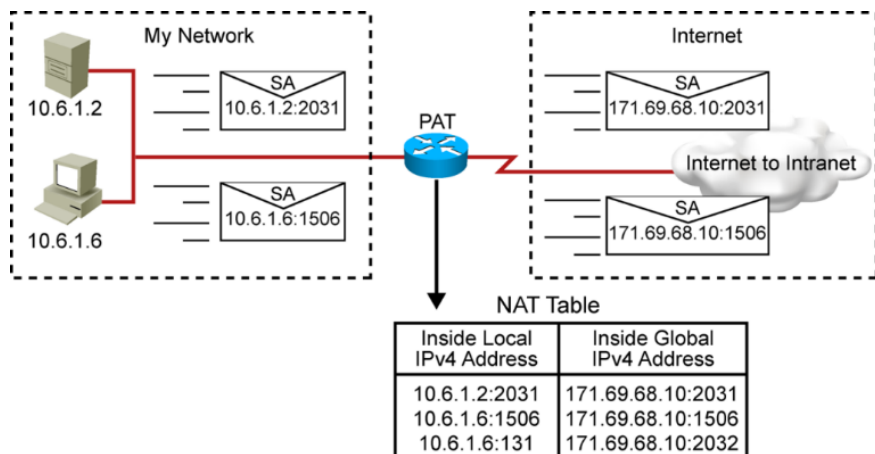 My Network
10.6.1.2
SA
10.6.1.2:2031
10.6.1.6
SA
10.6.1.6:1506
PAT
Internet
SA
171.69.68.10:2031
Internet to Intranet
SA
171.69.68.10:1506
NAT Table
Inside Local
IPv4 Address
Inside Global
IPv4 Address
10.6.1.2:2031 171.69.68.10:2031
10.6.1.6:1506 171.69.68.10:1506
10.6.1.6:131 171.69.68.10:2032